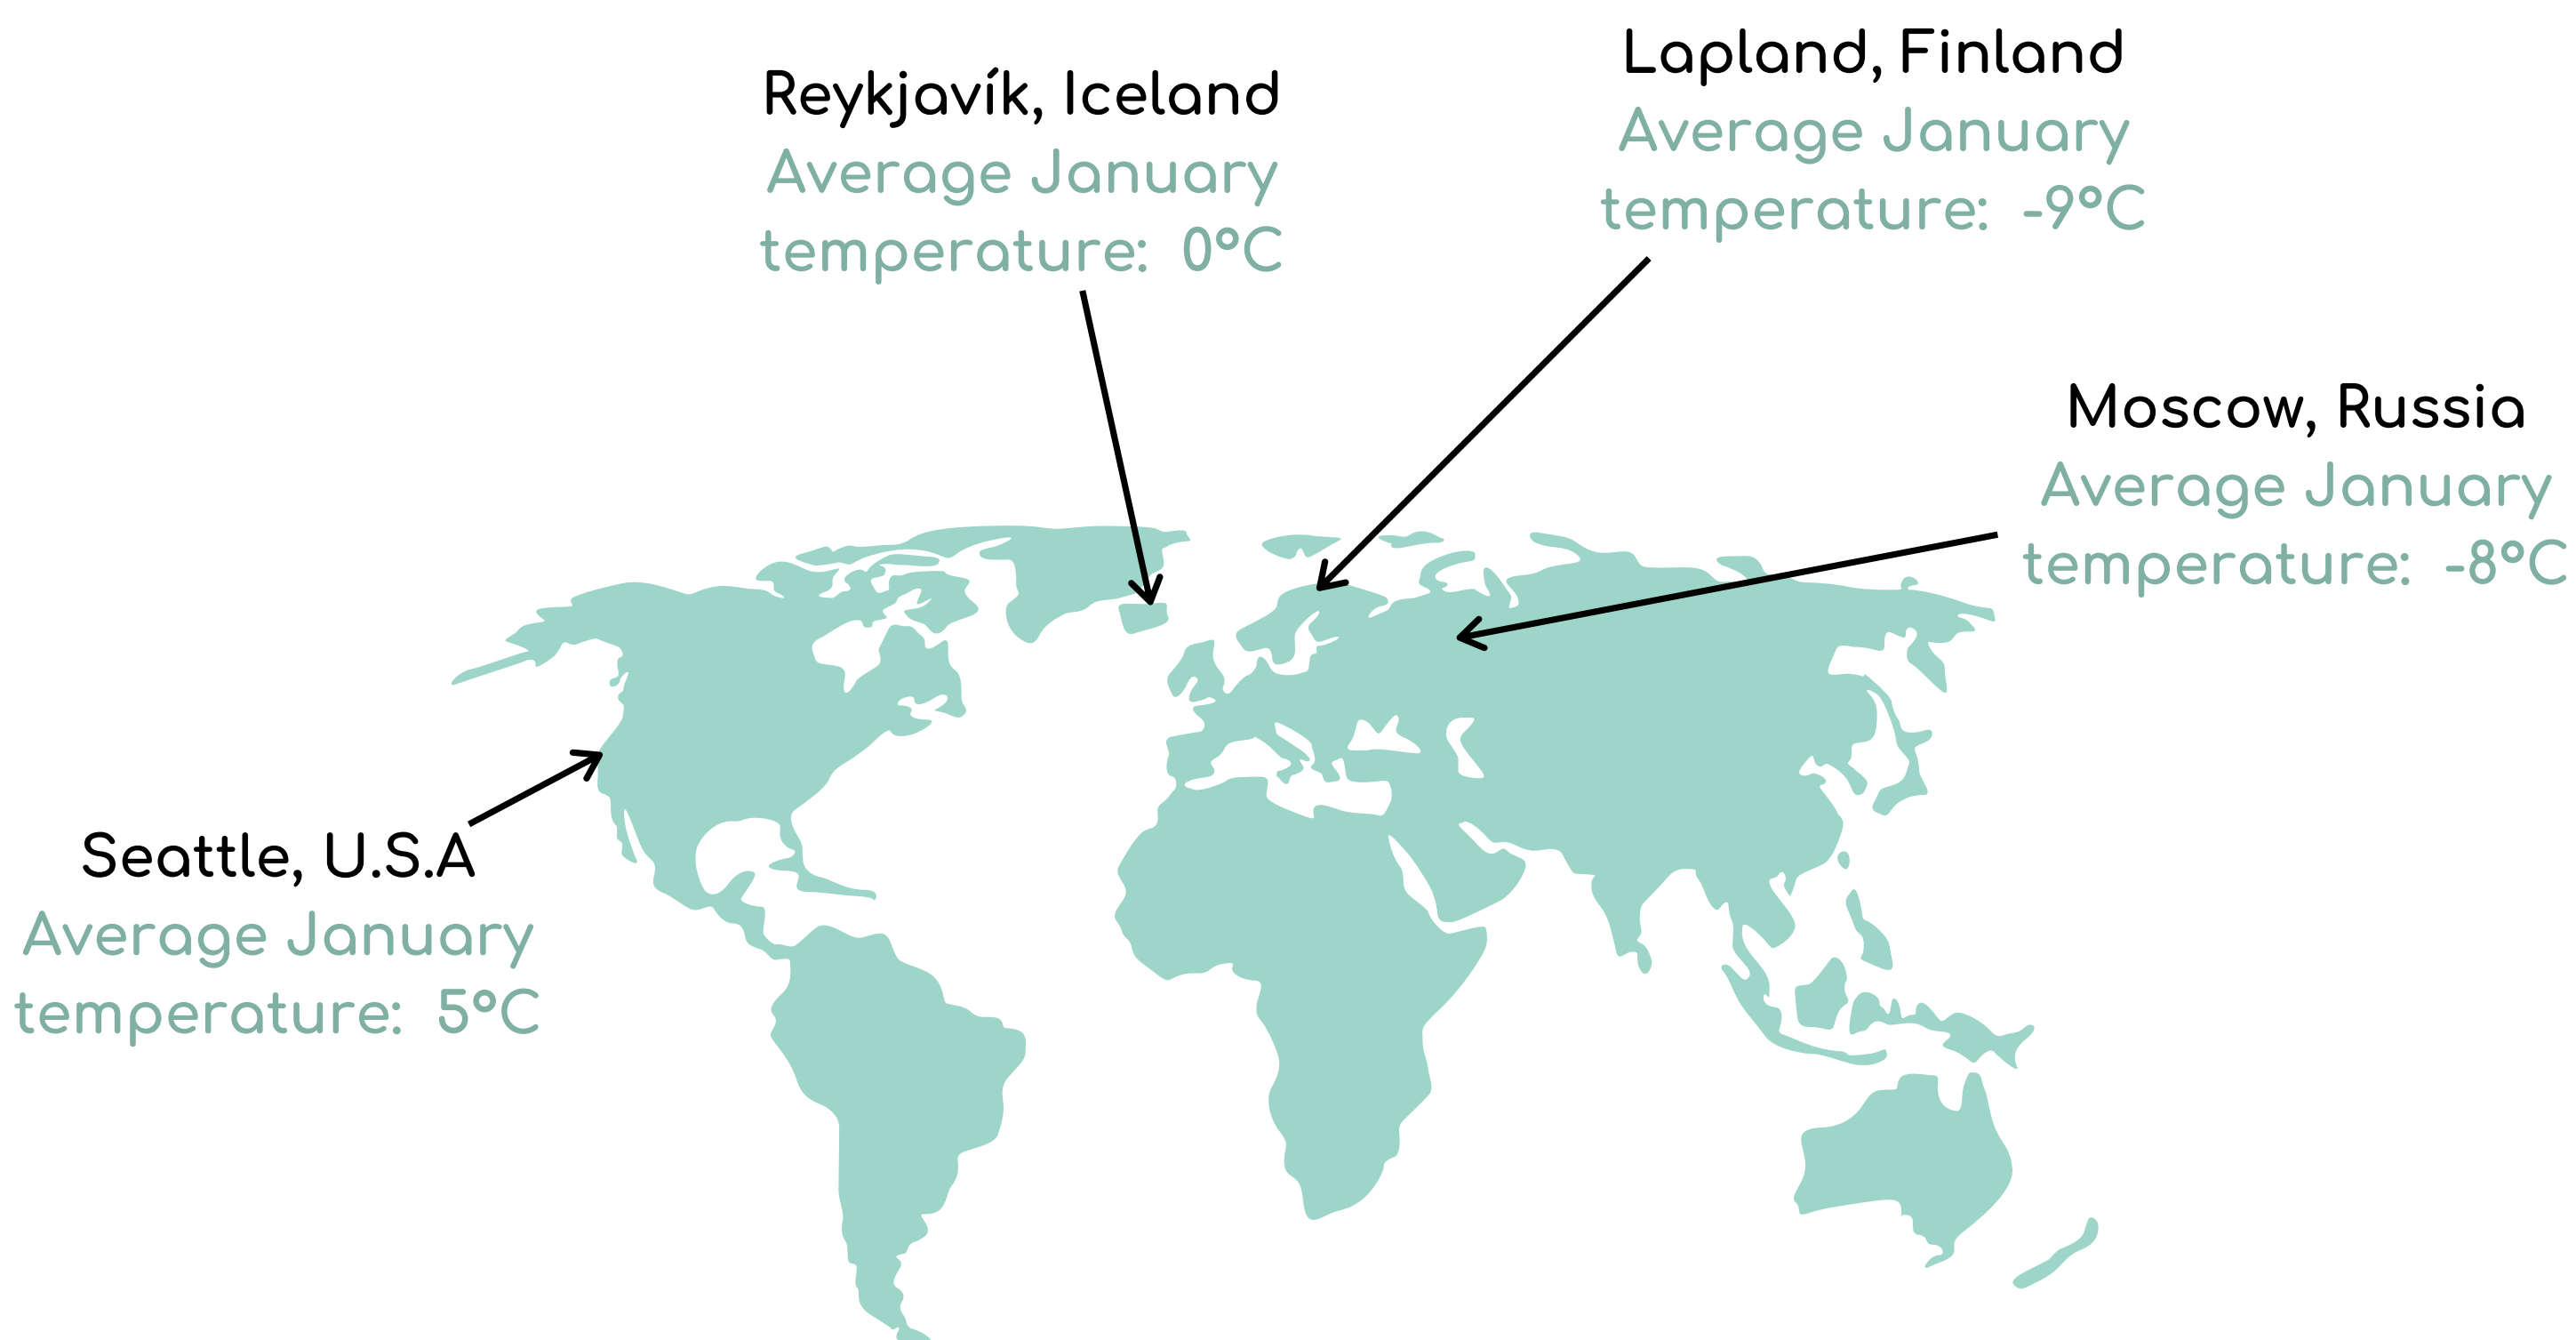 Reykjavík, Iceland
Average January
temperature: 0°C
Lapland, Finland
Average January
temperature: -9°C
Moscow, Russia
Average January
temperature: -8°C
Seattle, U.S.A
Average January
temperature: 5°C